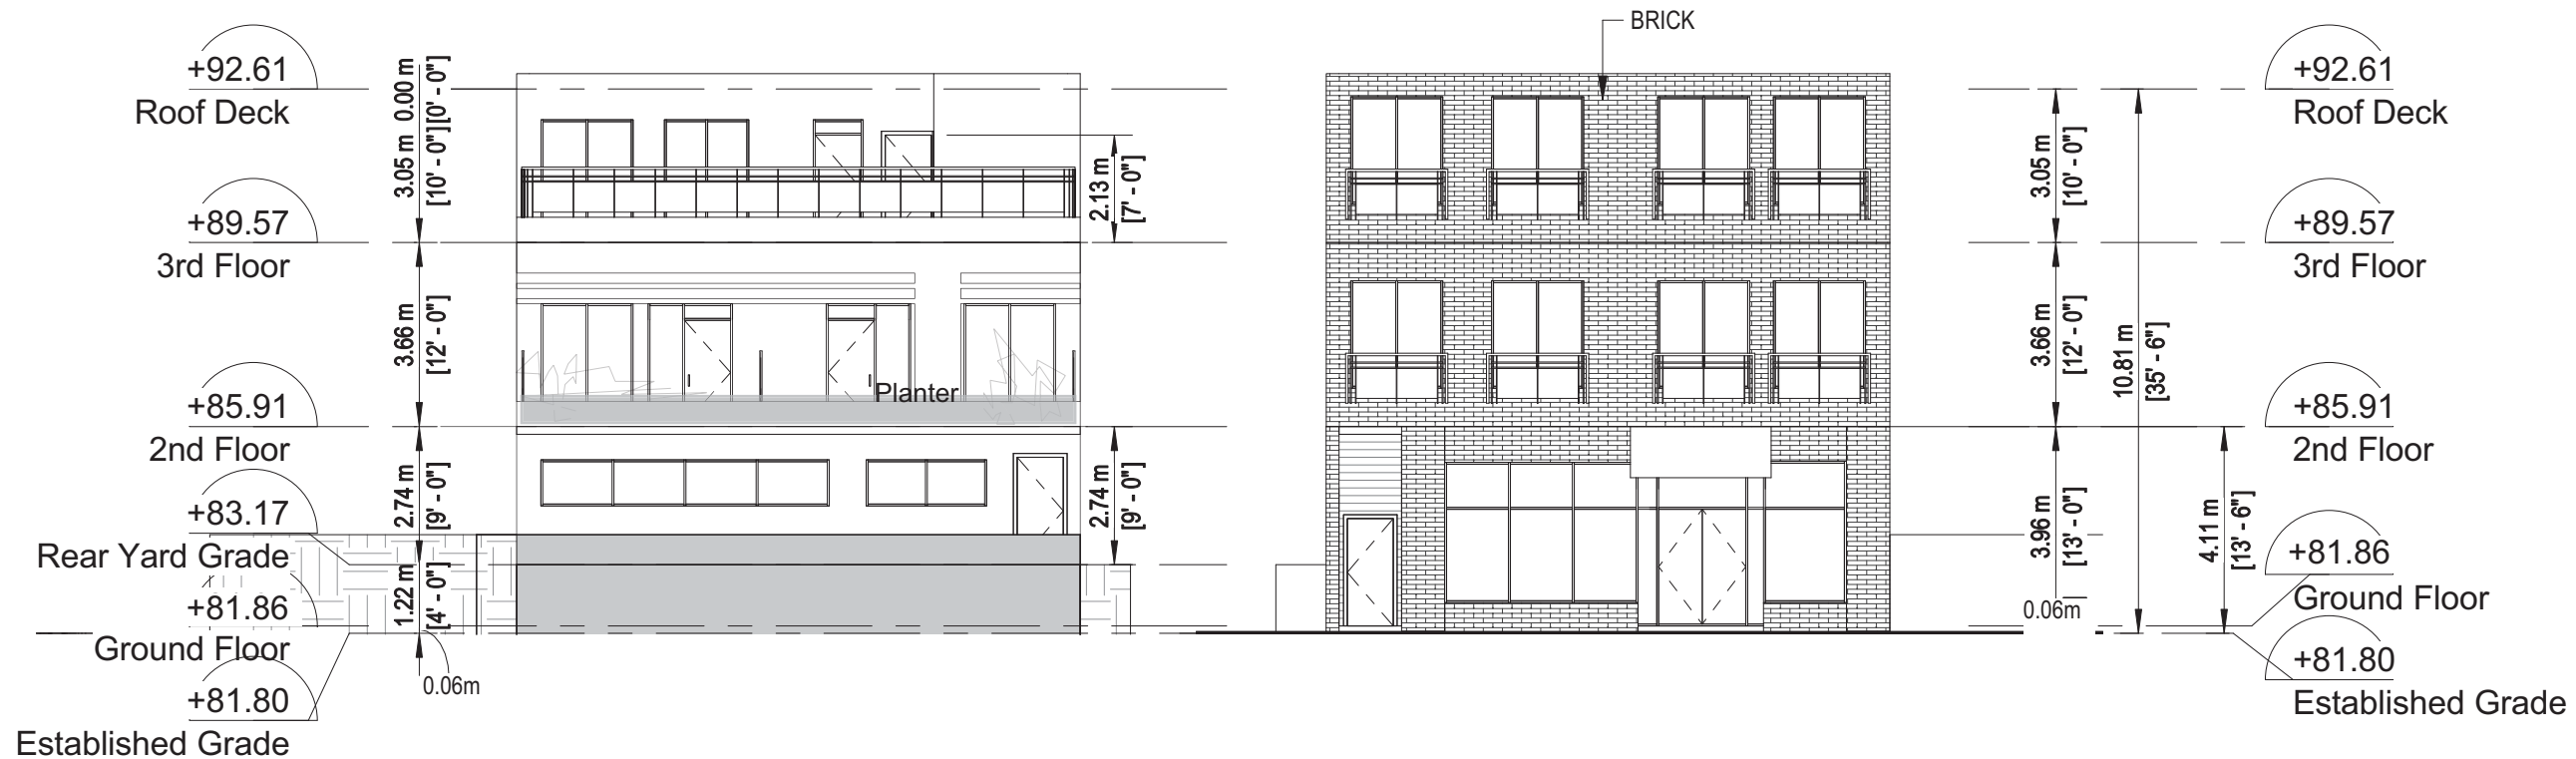 BRICK
+92.61
Roof Deck
0.00 m
[0' - 0"]
3.05 m
[10' - 0"]
2.13 m
[7' - 0"]
+89.57
3rd Floor
3.66 m
[12' - 0"]
Planter
+85.91
2nd Floor
2.74 m
[9' - 0"]
2.74 m
[9' - 0"]
+83.17
Rear Yard Grade
1.22 m
[4' - 0"]
+81.86
Ground Floor
0.06m
+81.80
Established Grade
+92.61
Roof Deck
3.05 m
[10' - 0"]
+89.57
3rd Floor
3.66 m
[12' - 0"]
10.81 m
[35' - 6"]
+85.91
2nd Floor
3.96 m
[13' - 0"]
4.11 m
[13' - 6"]
+81.86
Ground Floor
0.06m
+81.80
Established Grade